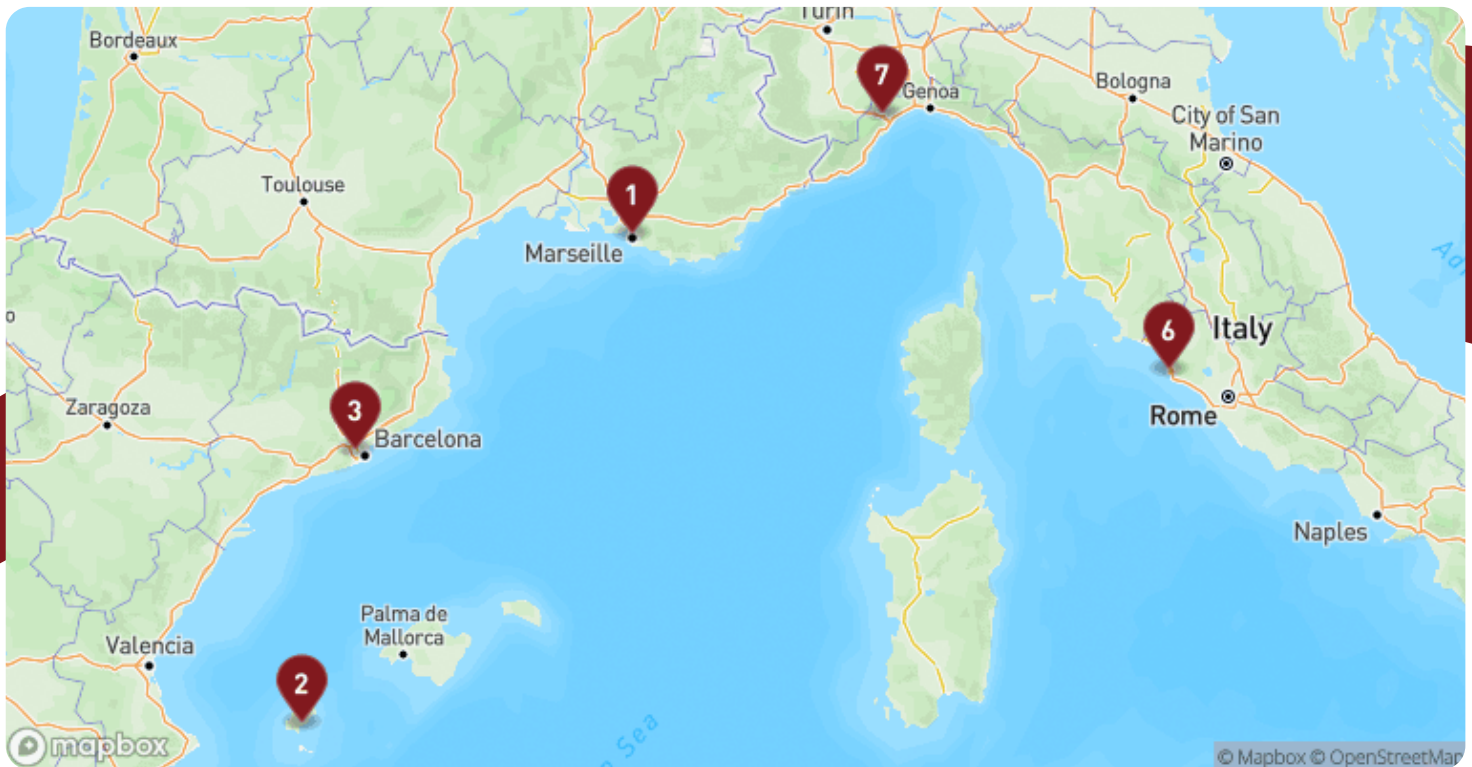 Turin
Bordeaux
7
Genoa
Bologna
City of San
Marino
Toulouse
1
Marseille
o
6
Italy
Rome
Zaragoza
3
Barcelona
Naples
Palma de
Mallorca
Valencia
2
Sea
mapbox
© Mapbox © OpenStreetMap